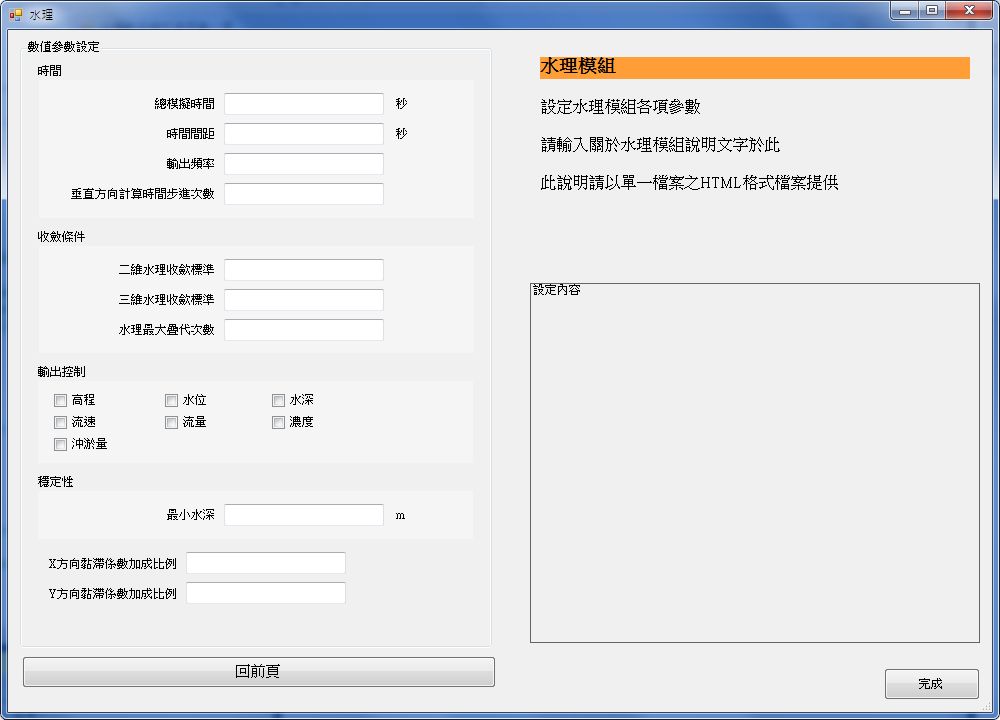 水理
數值參數設定
時間
總模擬時間 秒
時間間距 秒
輸出頻率
垂直方向計算時間步進次數
收斂條件
二維水理收斂標準
三維水理收斂標準
水理最大疊代次數
輸出控制
高程 水位 水深
流速 流量 濃度
沖淤量
穩定性
最小水深 m
X方向黏滯係數加成比例
Y方向黏滯係數加成比例
回前頁
水理模組
設定水理模組各項參數
請輸入關於水理模組說明文字於此
此說明請以單一檔案之HTML格式檔案提供
設定內容
完成